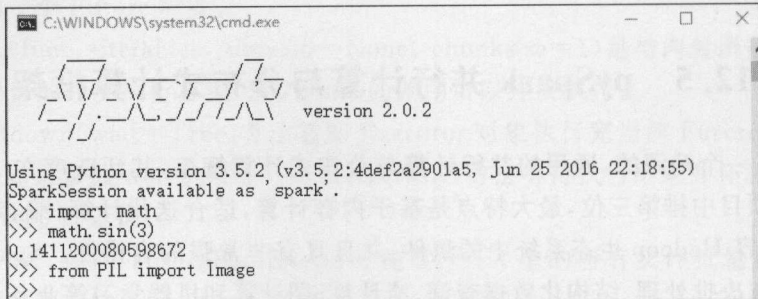 C:\WINDOWS\system32\cmd.exe
version 2.0.2
Using Python version 3.5.2 (v3.5.2:4def2a2901a5, Jun 25 2016 22:18:55)
SparkSession available as 'spark'.
>>> import math
>>> math.sin(3)
0.1411200080598672
>>> from PIL import Image
>>>